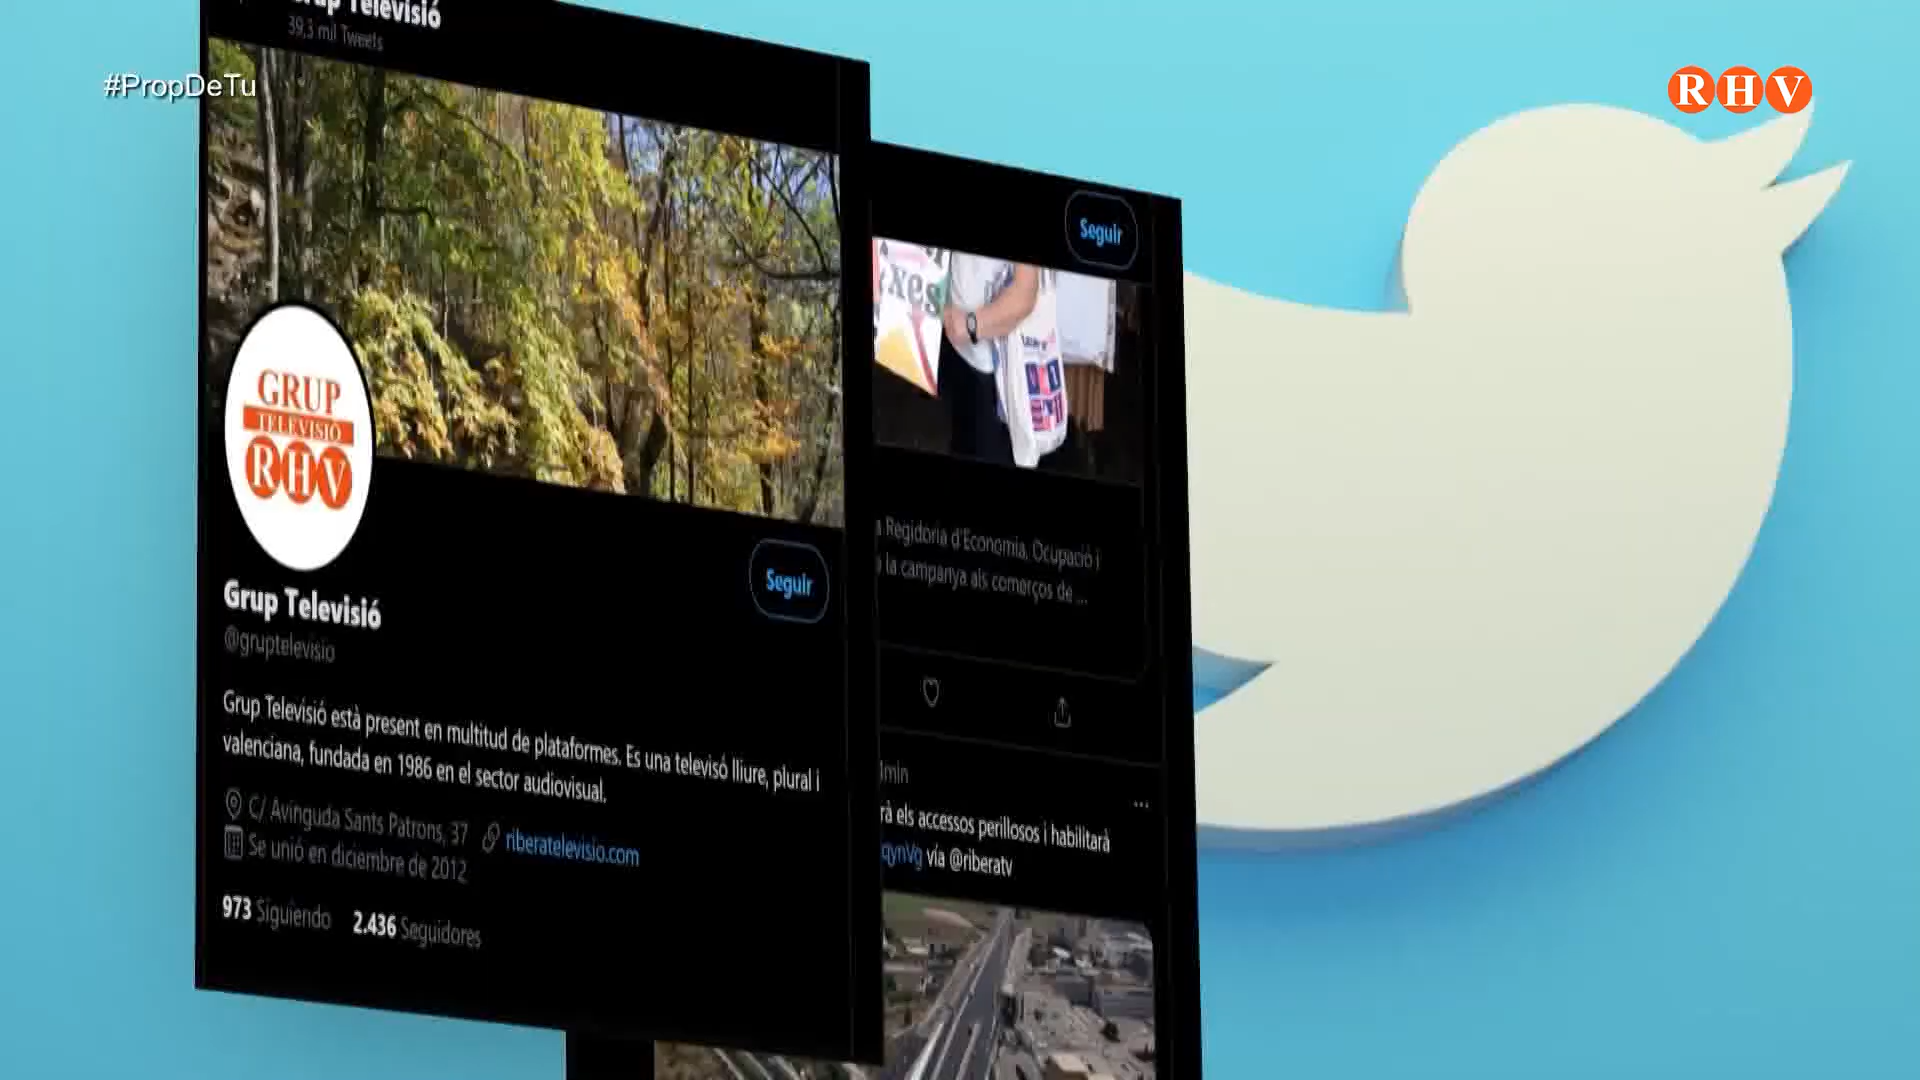 Grup Televisió
39,3 mil Tweets
#PropDeTu
RHV
Seguir
xes
GRUP
TELEVISIÓ
RHV
Seguir
Grup Televisió
@gruptelevisio
Grup Televisió està present en multitud de plataformes. Es una televisó lliure, plural i
valenciana, fundada en 1986 en el sector audiovisual.
C/ Avinguda Sants Patrons, 37
riberatelevisio.com
Se unió en diciembre de 2012
973 Siguiendo 2.436 Seguidores
Regidoria d'Economia, Ocupació i
la campanya als comerços de ...
rà els accessos perillosos i habilitarà
qynVg vía @riberatv